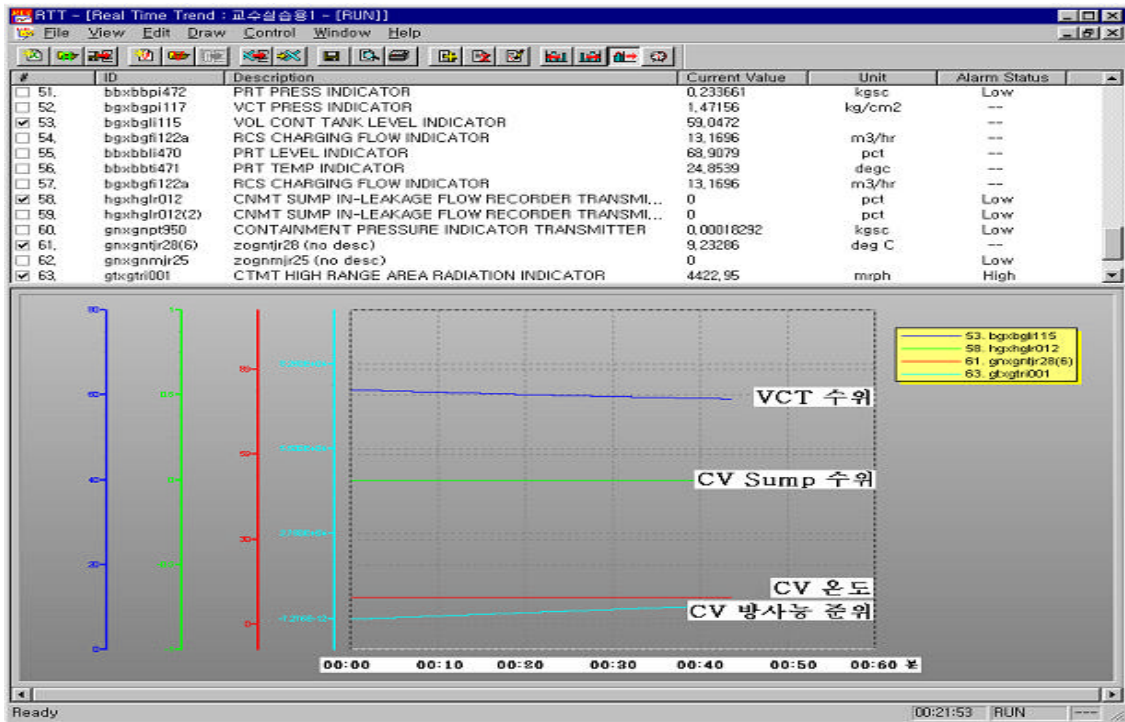 RTT - [Real Time Trend : 교수실습용1 - [RUN]]
File View Edit Draw Control Window Help
# ID Description Current Value Unit Alarm Status
51, bbxbbpi472 PRT PRESS INDICATOR 0,233661 kgsc Low
52, bgxbgpi117 VCT PRESS INDICATOR 1,47156 kg/cm2 --
53, bgxbgli115 VOL CONT TANK LEVEL INDICATOR 59,0472 --
54, bgxbgfi122a RCS CHARGING FLOW INDICATOR 13,1696 m3/hr --
55, bbxbbli470 PRT LEVEL INDICATOR 68,9079 pct --
56, bbxbbti471 PRT TEMP INDICATOR 24,8539 degc --
57, bgxbgfi122a RCS CHARGING FLOW INDICATOR 13,1696 m3/hr --
58, hgxhglr012 CNMT SUMP IN-LEAKAGE FLOW RECORDER TRANSMI... 0 pct Low
59, hgxhglr012(2) CNMT SUMP IN-LEAKAGE FLOW RECORDER TRANSMI... 0 pct Low
60, gnxgnpt950 CONTAINMENT PRESSURE INDICATOR TRANSMITTER 0,00018292 kgsc Low
61, gnxgntjr28(6) zogntjr28 (no desc) 9,23286 deg C --
62, gnxgnmjr25 zognmjr25 (no desc) 0 Low
63, gtxgtri001 CTMT HIGH RANGE AREA RADIATION INDICATOR 4422,95 mrph High
80
60
40
20
0
30
0
53. bgxbgli115
58. hgxhglr012
61. gnxgntjr28(6)
63. gtxgtri001
VCT 수위
CV Sump 수위
CV 온도
CV 방사능 준위
00:00 00:10 00:20 00:30 00:40 00:50 00:60 분
Ready 00:21:53 RUN ---